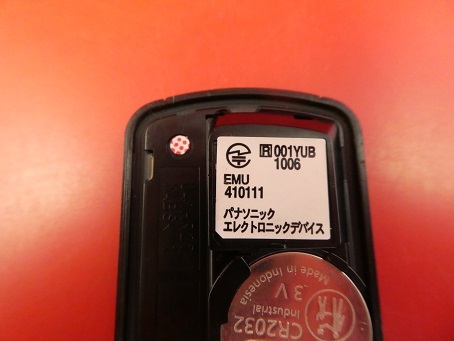 R 001YUB
1006
EMU
410111
パナソニック
エレクトロニックデバイス
CR2032
Industrial
3V
Made in Indonesia